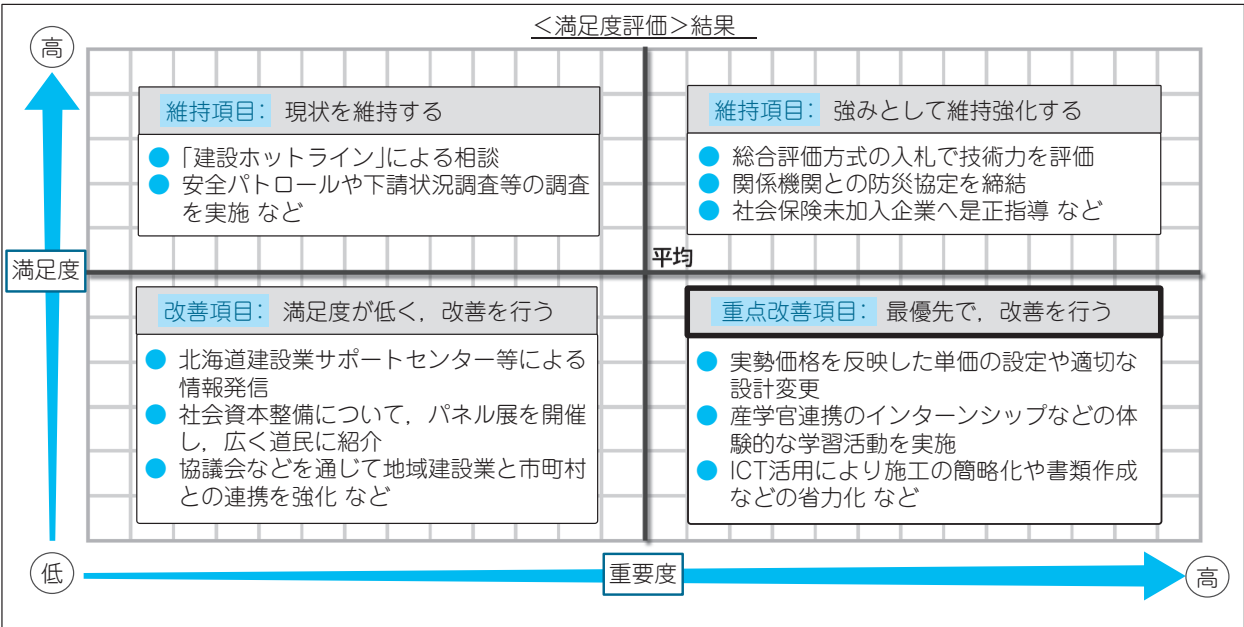 <満足度評価>結果
高
維持項目： 現状を維持する
「建設ホットライン」による相談
安全パトロールや下請状況調査等の調査
を実施 など
維持項目： 強みとして維持強化する
総合評価方式の入札で技術力を評価
関係機関との防災協定を締結
社会保険未加入企業へ是正指導 など
平均
満足度
改善項目： 満足度が低く，改善を行う
北海道建設業サポートセンター等による
情報発信
社会資本整備について，パネル展を開催
し，広く道民に紹介
協議会などを通じて地域建設業と市町村
との連携を強化 など
重点改善項目： 最優先で，改善を行う
実勢価格を反映した単価の設定や適切な
設計変更
産学官連携のインターンシップなどの体
験的な学習活動を実施
ICT活用により施工の簡略化や書類作成
などの省力化 など
低
重要度
高